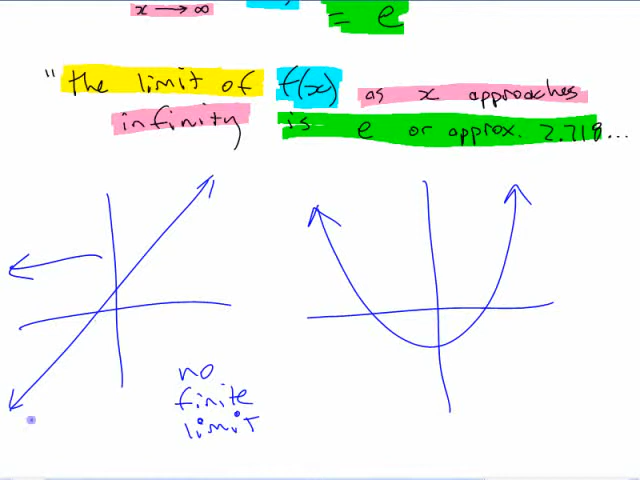 x → ∞
= e
"the limit of f(x) as x approaches
infinity is e or approx. 2.718...
no
finite
limit